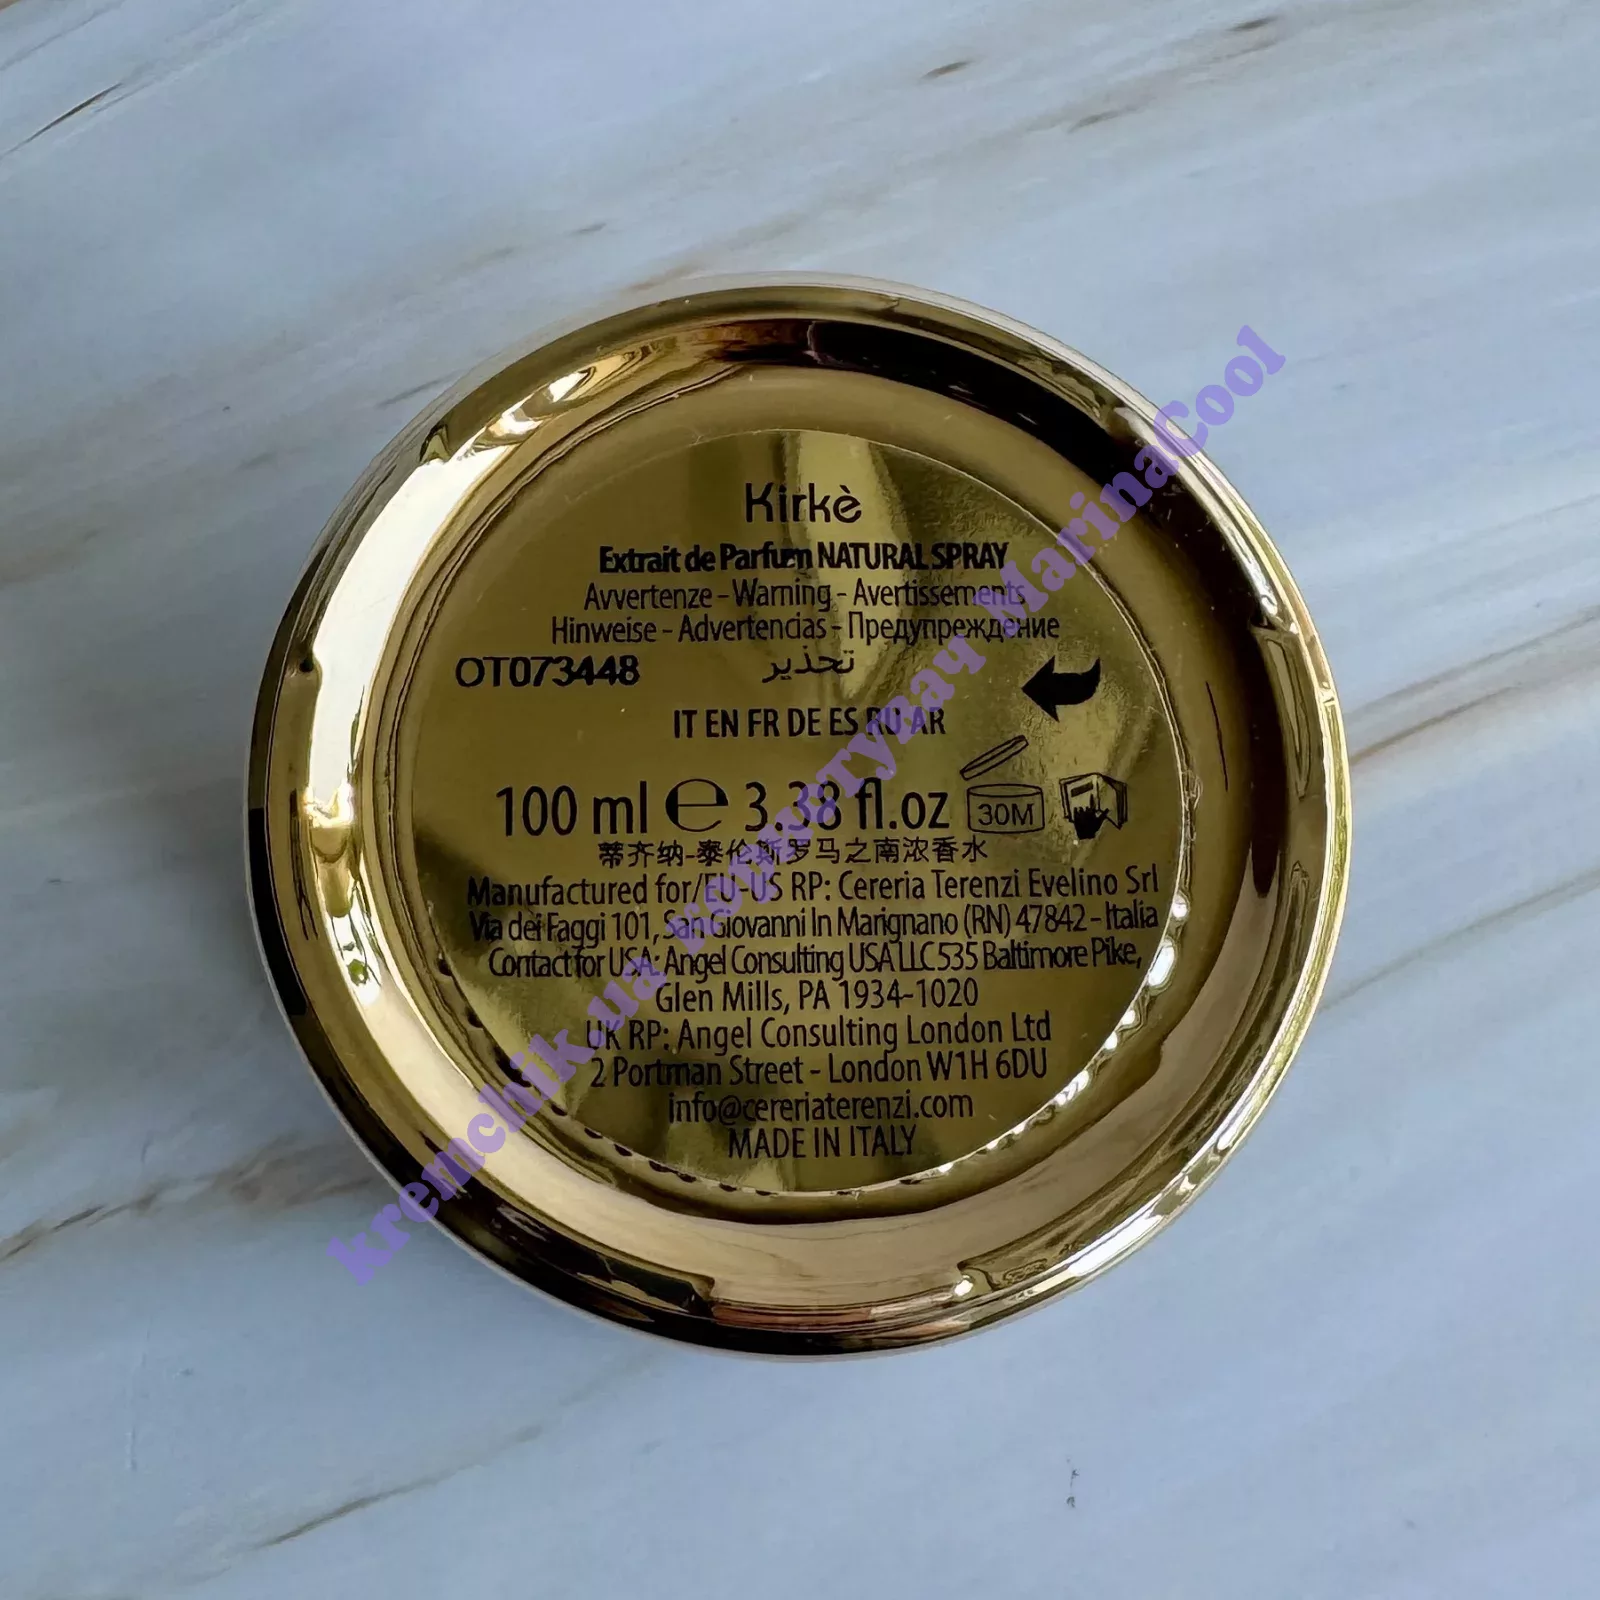 Kirkè
Extrait de Parfum NATURAL SPRAY
Avvertenze - Warning - Avertissements
Hinweise - Advertencias - Предупреждение
OT073448
تحذير
IT EN FR DE ES RU AR
100 ml e 3.38 fl.oz
30M
蒂齐纳-泰伦斯罗马之南浓香水
Manufactured for/EU-US RP: Cereria Terenzi Evelino Srl
Via dei Faggi 101, San Giovanni In Marignano (RN) 47842 - Italia
Contact for USA: Angel Consulting USA LLC 535 Baltimore Pike,
Glen Mills, PA 1934-1020
UK RP: Angel Consulting London Ltd
2 Portman Street - London W1H 6DU
info@cereriaterenzi.com
MADE IN ITALY
kremchik.ua MarinaCool